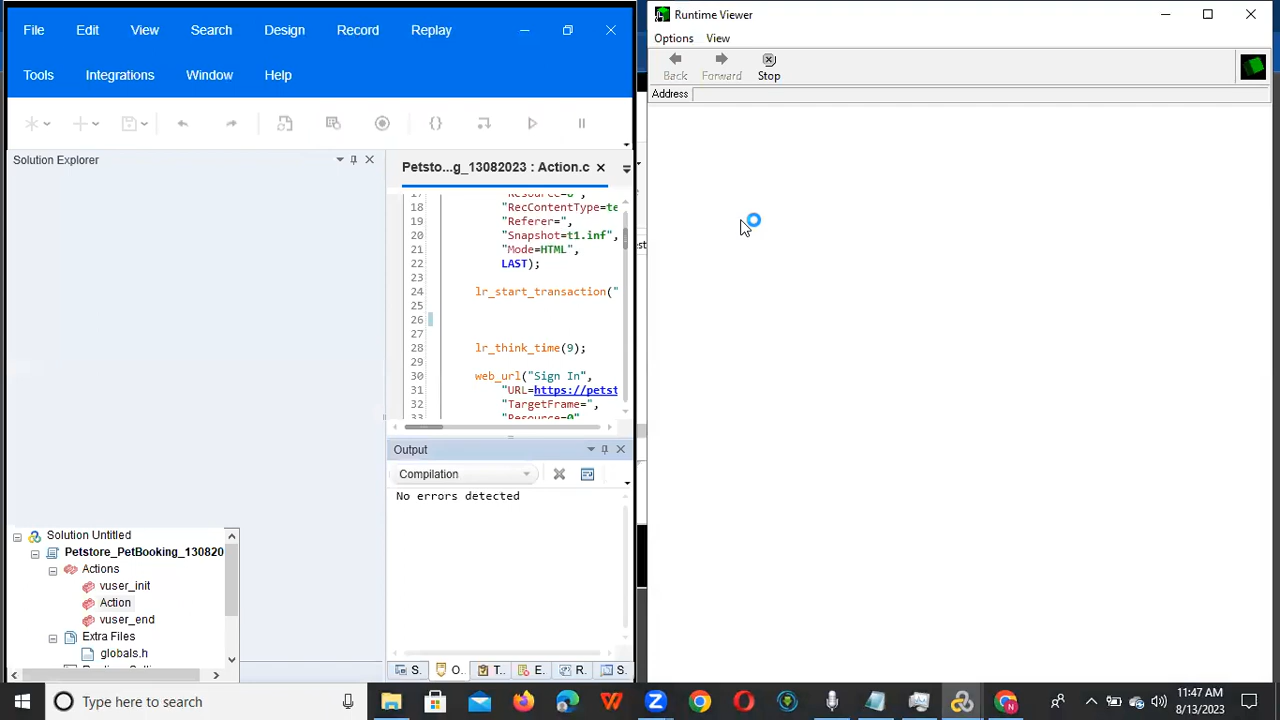 File Edit View Search Design Record Replay
Tools Integrations Window Help
Solution Explorer
Petsto...g_13082023 : Action.c
18 "RecContentType=te
19 "Referer=",
20 "Snapshot=t1.inf",
21 "Mode=HTML",
22 LAST);
23
24 lr_start_transaction("
25
26
27
28 lr_think_time(9);
29
30 web_url("Sign In",
31 "URL=https://petst
32 "TargetFrame=",
33 "Resource=0"
Output
Compilation
No errors detected
Solution Untitled
Petstore_PetBooking_130820
Actions
vuser_init
Action
vuser_end
Extra Files
globals.h
S.. O.. T... E.. R.. S..
Runtime Viewer
Options View
Back Forward Stop
Address
Type here to search
11:47 AM
8/13/2023